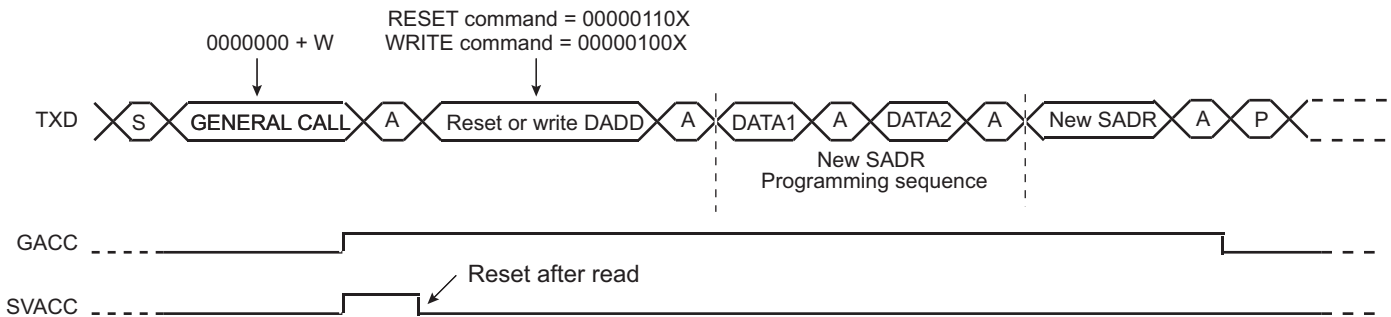 RESET command = 00000110X
0000000 + W
WRITE command = 00000100X
TXD
S
GENERAL CALL
A
Reset or write DADD
A
DATA1
A
DATA2
A
New SADR
A
P
New SADR
Programming sequence
GACC
Reset after read
SVACC